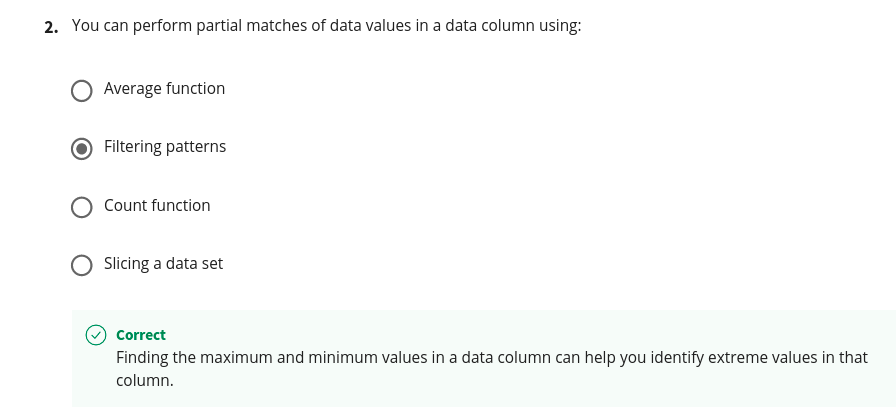 2. You can perform partial matches of data values in a data column using:
Average function
Filtering patterns
Count function
Slicing a data set
Correct
Finding the maximum and minimum values in a data column can help you identify extreme values in that
column.